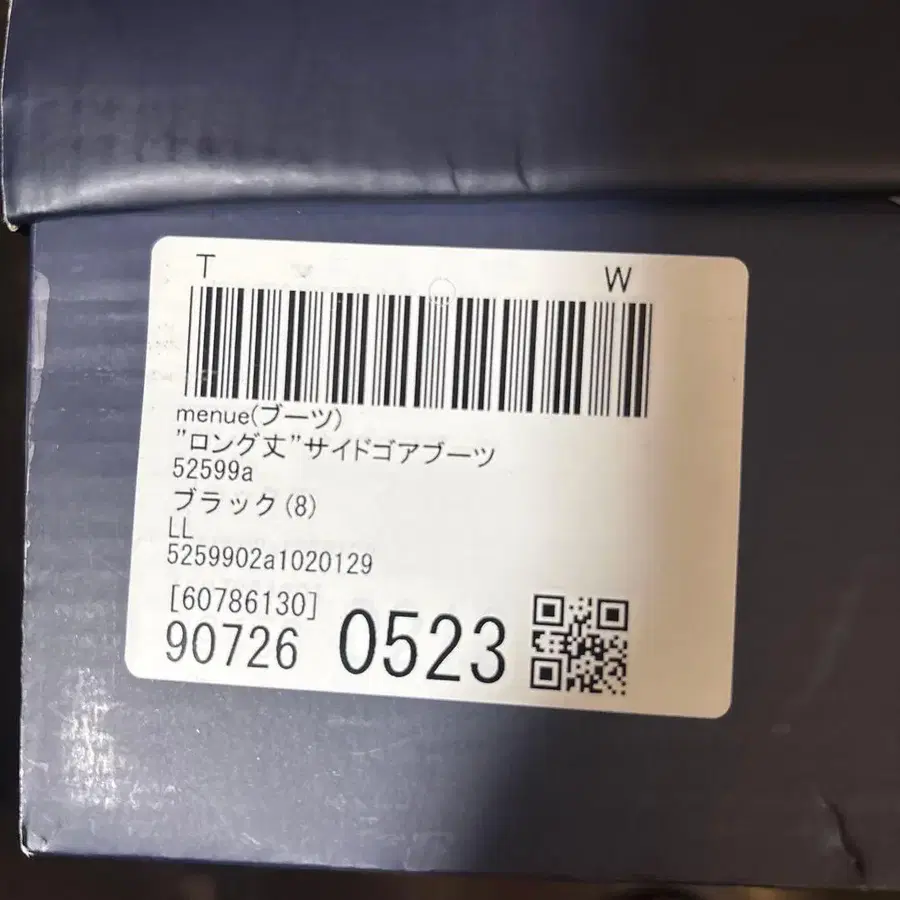 T W
menue(ブーツ)
”ロング丈”サイドゴアブーツ
52599a
ブラック(8)
LL
5259902a1020129
[60786130]
90726 0523